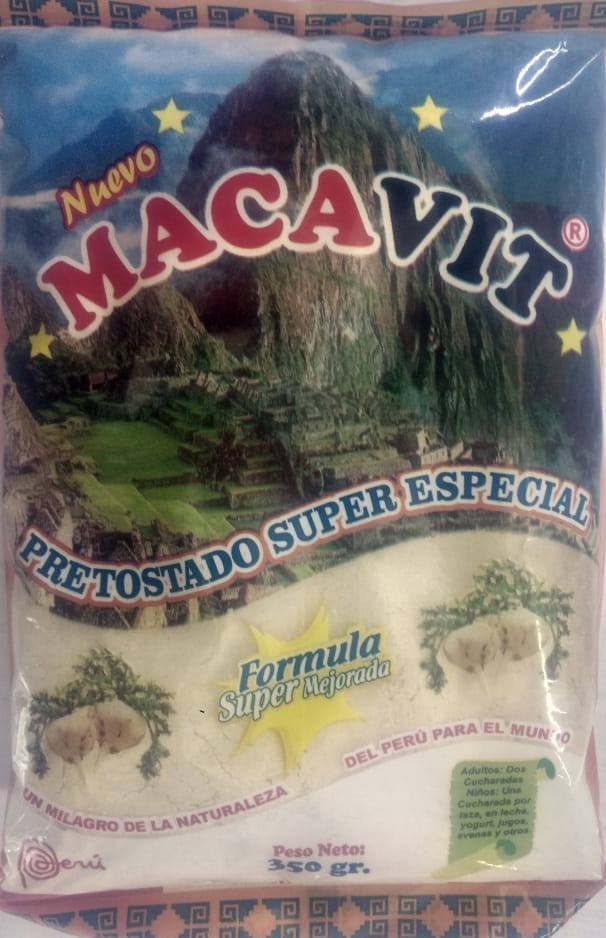 Nuevo
MACAVIT®
PRETOSTADO SUPER ESPECIAL
Formula
Super Mejorada
DEL PERÚ PARA EL MUNDO
UN MILAGRO DE LA NATURALEZA
Adultos: Dos
Cucharadas
Niños: Una
Cucharada por
taza, en leche,
yogurt, jugos,
avenas y otros
Perú
Peso Neto:
350 gr.